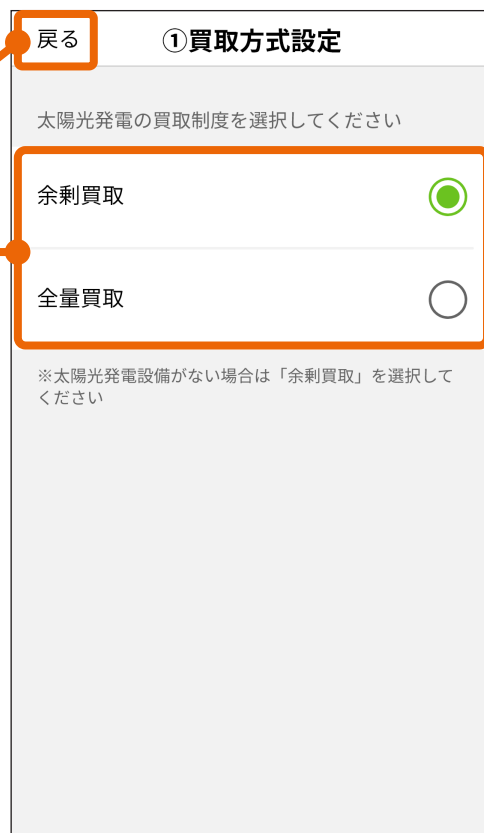 戻る
①買取方式設定
太陽光発電の買取制度を選択してください
余剰買取
全量買取
※太陽光発電設備がない場合は「余剰買取」を選択して
ください